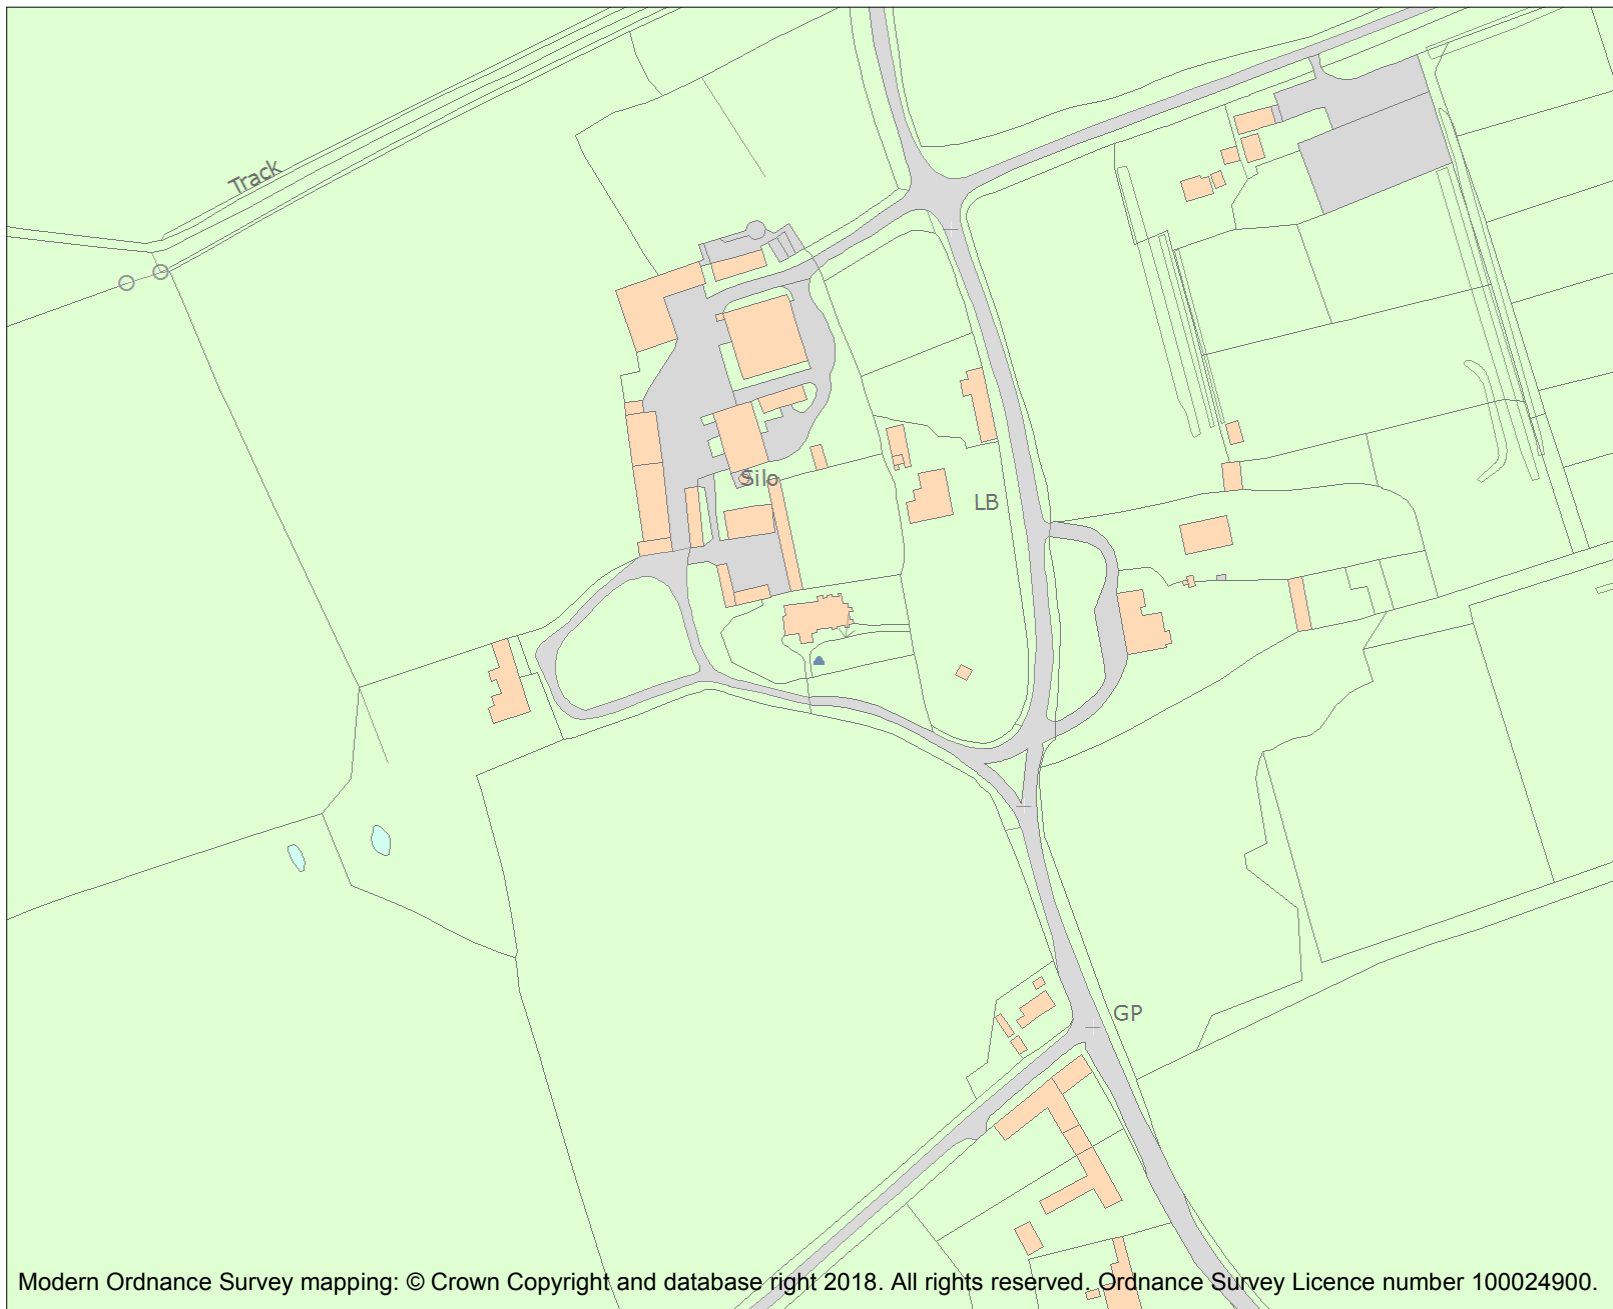 Track
Silo
LB
GP
Modern Ordnance Survey mapping: © Crown Copyright and database right 2018. All rights reserved. Ordnance Survey Licence number 100024900.